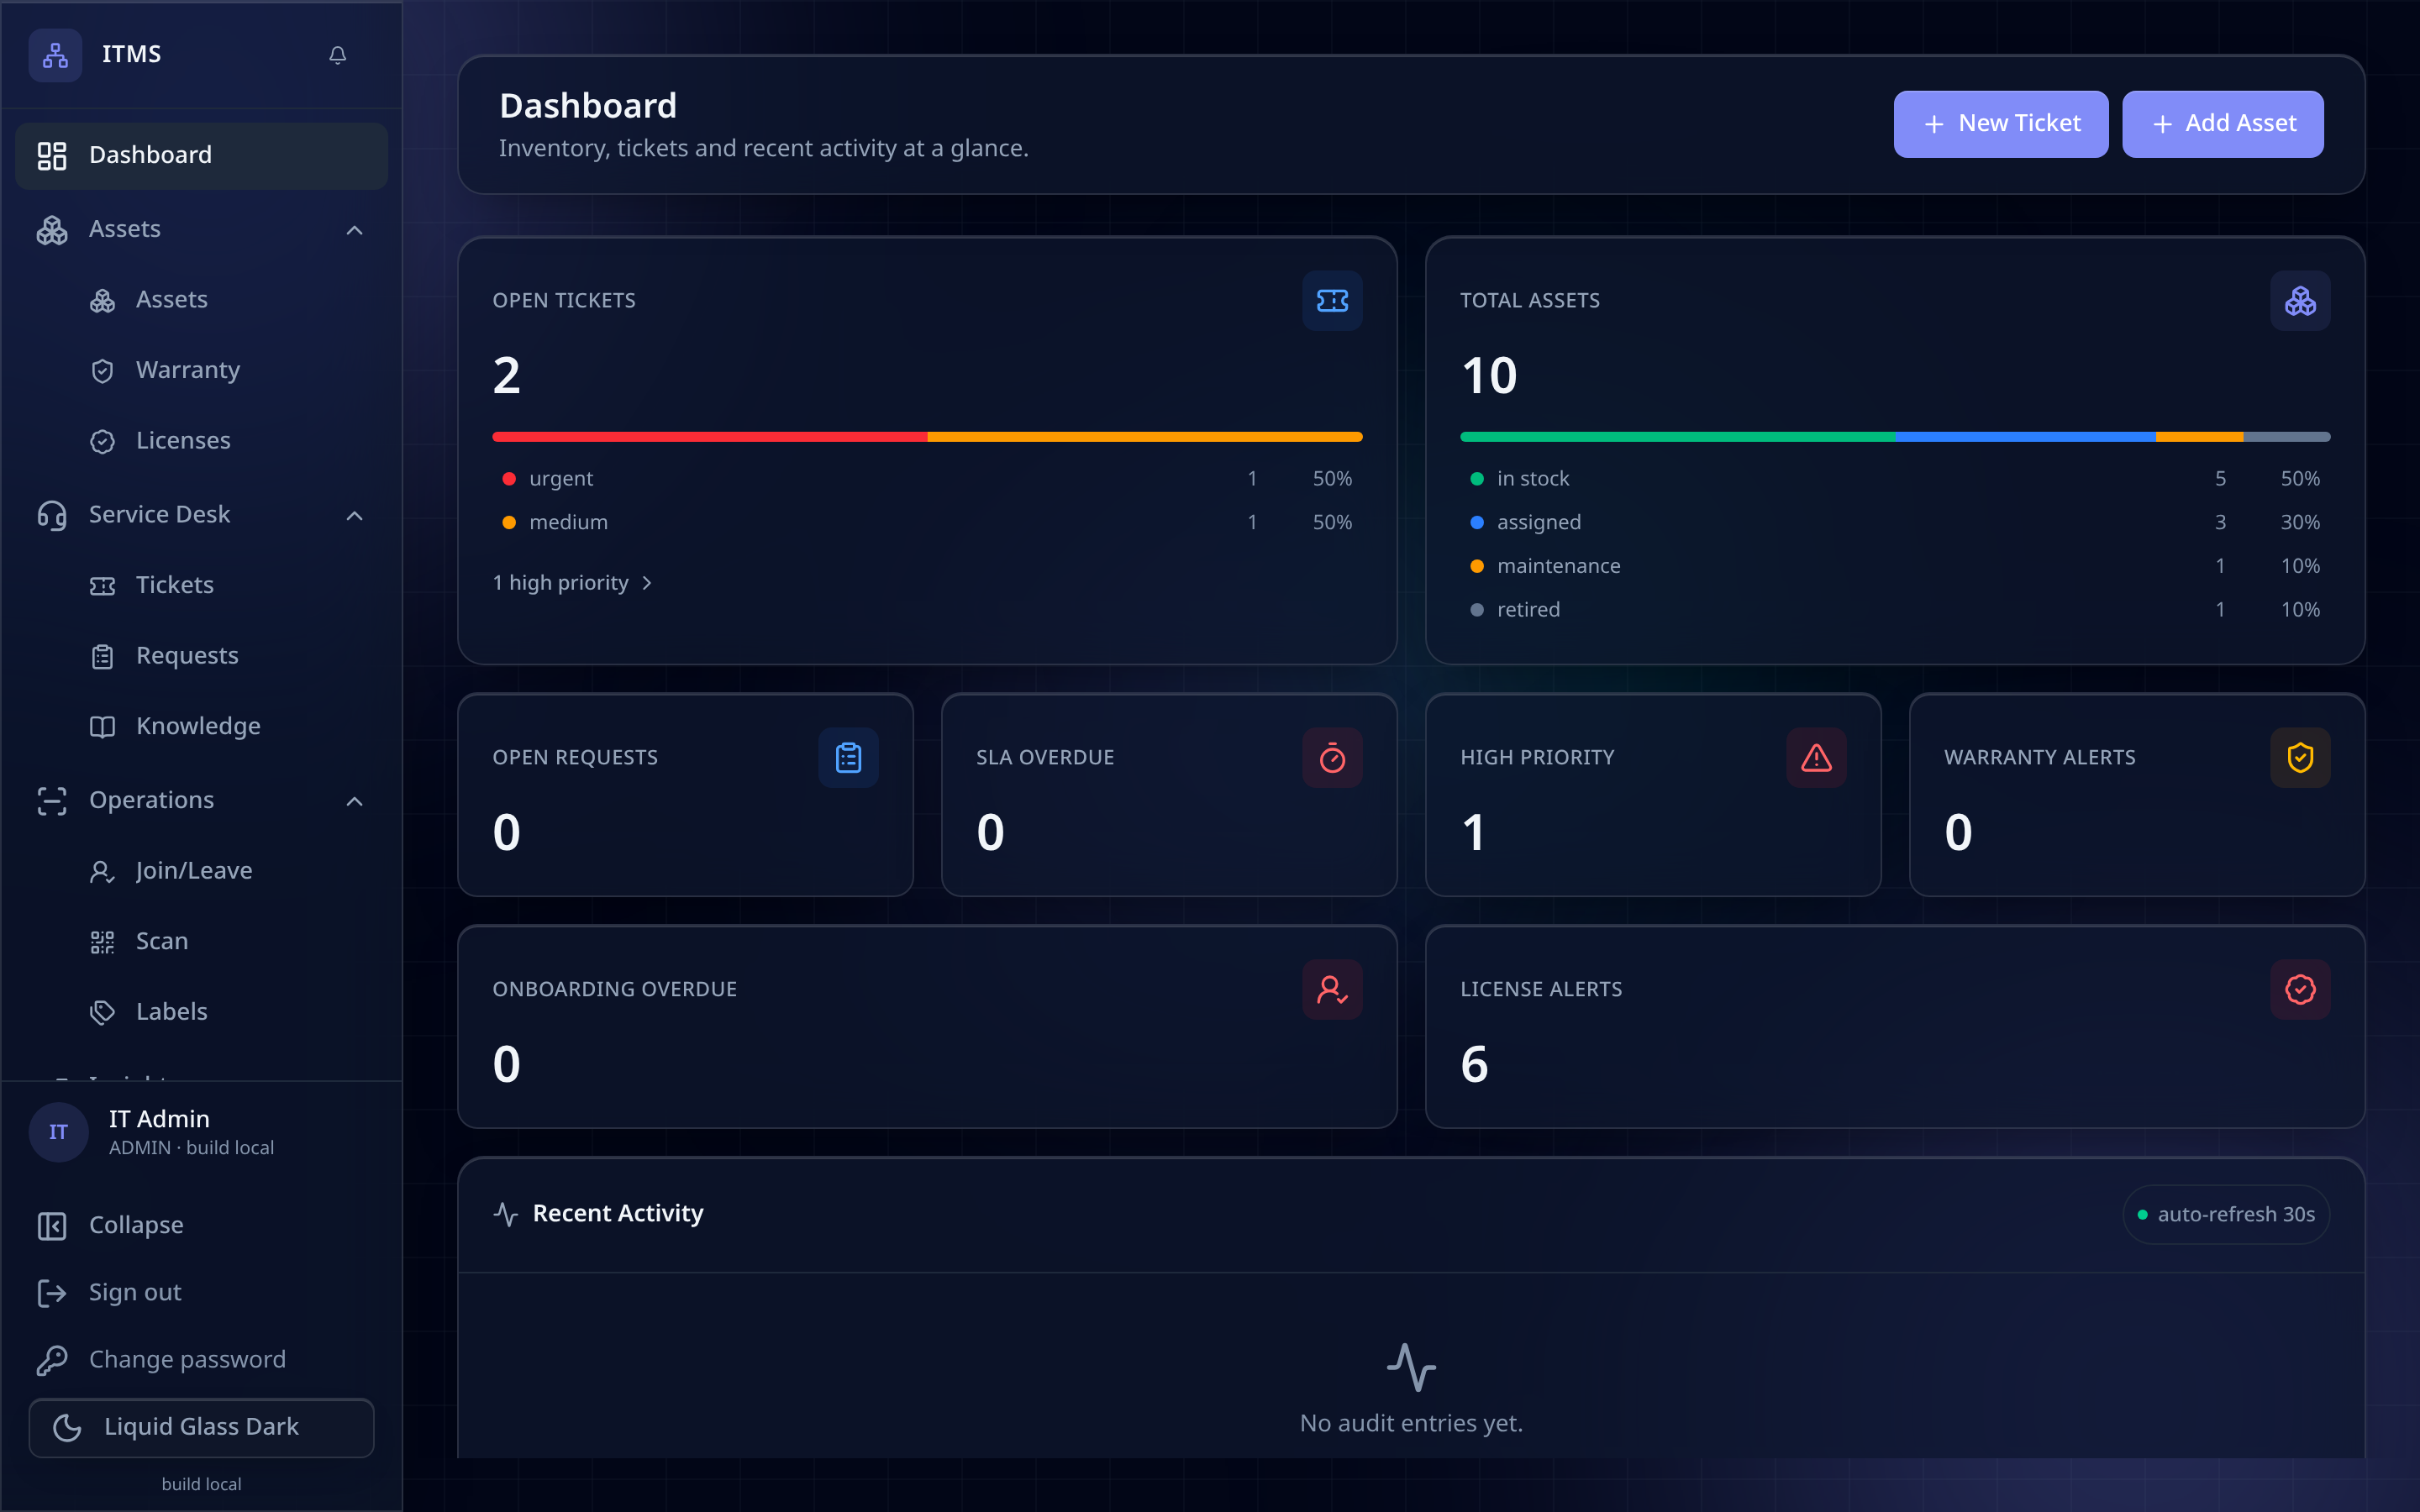 ITMS
Dashboard
Assets
Assets
Warranty
Licenses
Service Desk
Tickets
Requests
Knowledge
Operations
Join/Leave
Scan
Labels
IT
IT Admin
ADMIN · build local
Collapse
Sign out
Change password
Liquid Glass Dark
build local
Dashboard
Inventory, tickets and recent activity at a glance.
New Ticket
Add Asset
OPEN TICKETS
2
urgent 1 50%
medium 1 50%
1 high priority
TOTAL ASSETS
10
in stock 5 50%
assigned 3 30%
maintenance 1 10%
retired 1 10%
OPEN REQUESTS
0
SLA OVERDUE
0
HIGH PRIORITY
1
WARRANTY ALERTS
0
ONBOARDING OVERDUE
0
LICENSE ALERTS
6
Recent Activity
auto-refresh 30s
No audit entries yet.